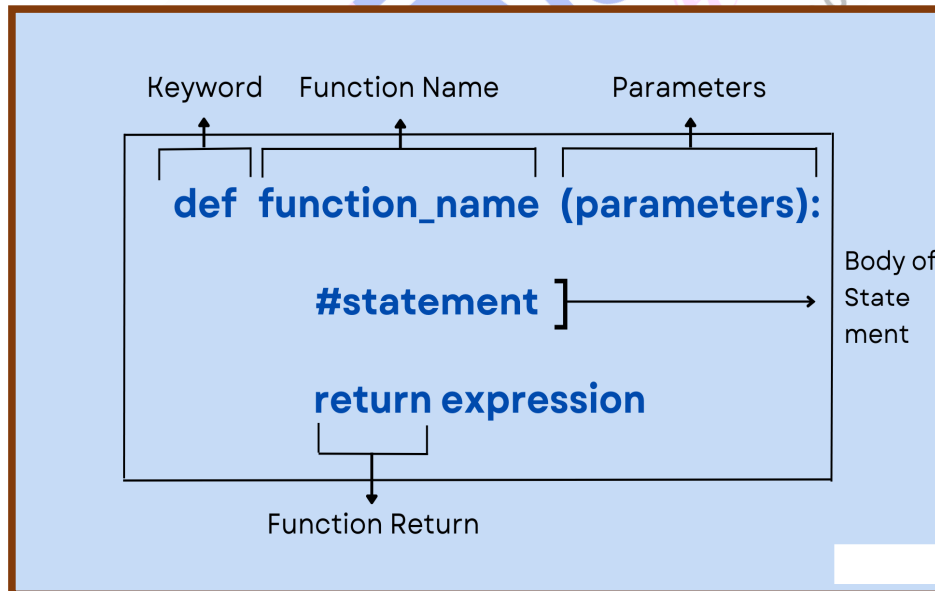 Keyword Function Name Parameters
def function_name (parameters):
Body of
#statement State
ment
return expression
Function Return